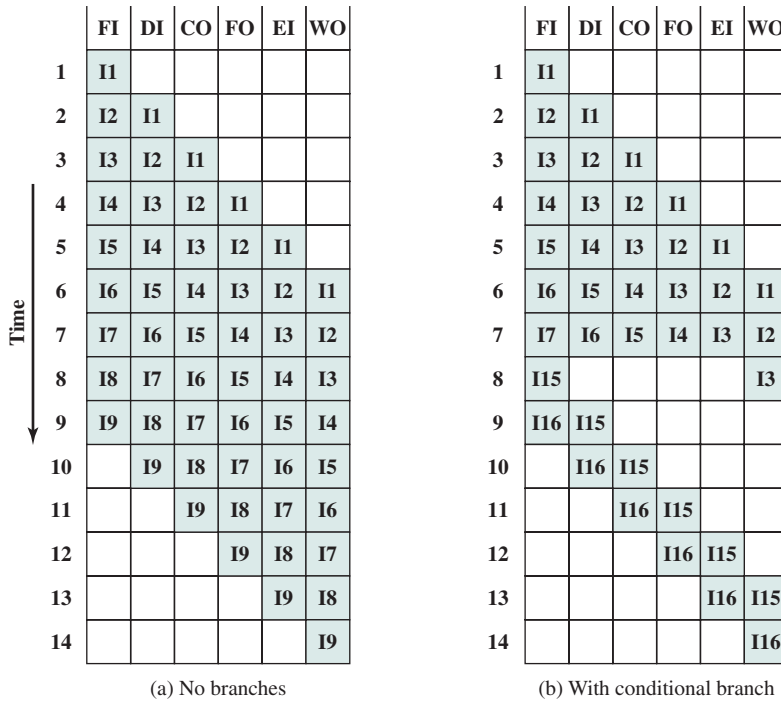 FI DI CO FO EI WO
1 I1
2 I2 I1
3 I3 I2 I1
4 I4 I3 I2 I1
5 I5 I4 I3 I2 I1
6 I6 I5 I4 I3 I2 I1
7 I7 I6 I5 I4 I3 I2
8 I8 I7 I6 I5 I4 I3
9 I9 I8 I7 I6 I5 I4
10 I9 I8 I7 I6 I5
11 I9 I8 I7 I6
12 I9 I8 I7
13 I9 I8
14 I9
Time
(a) No branches
FI DI CO FO EI WO
1 I1
2 I2 I1
3 I3 I2 I1
4 I4 I3 I2 I1
5 I5 I4 I3 I2 I1
6 I6 I5 I4 I3 I2 I1
7 I7 I6 I5 I4 I3 I2
8 I15 I3
9 I16 I15
10 I16 I15
11 I16 I15
12 I16 I15
13 I16 I15
14 I16
(b) With conditional branch